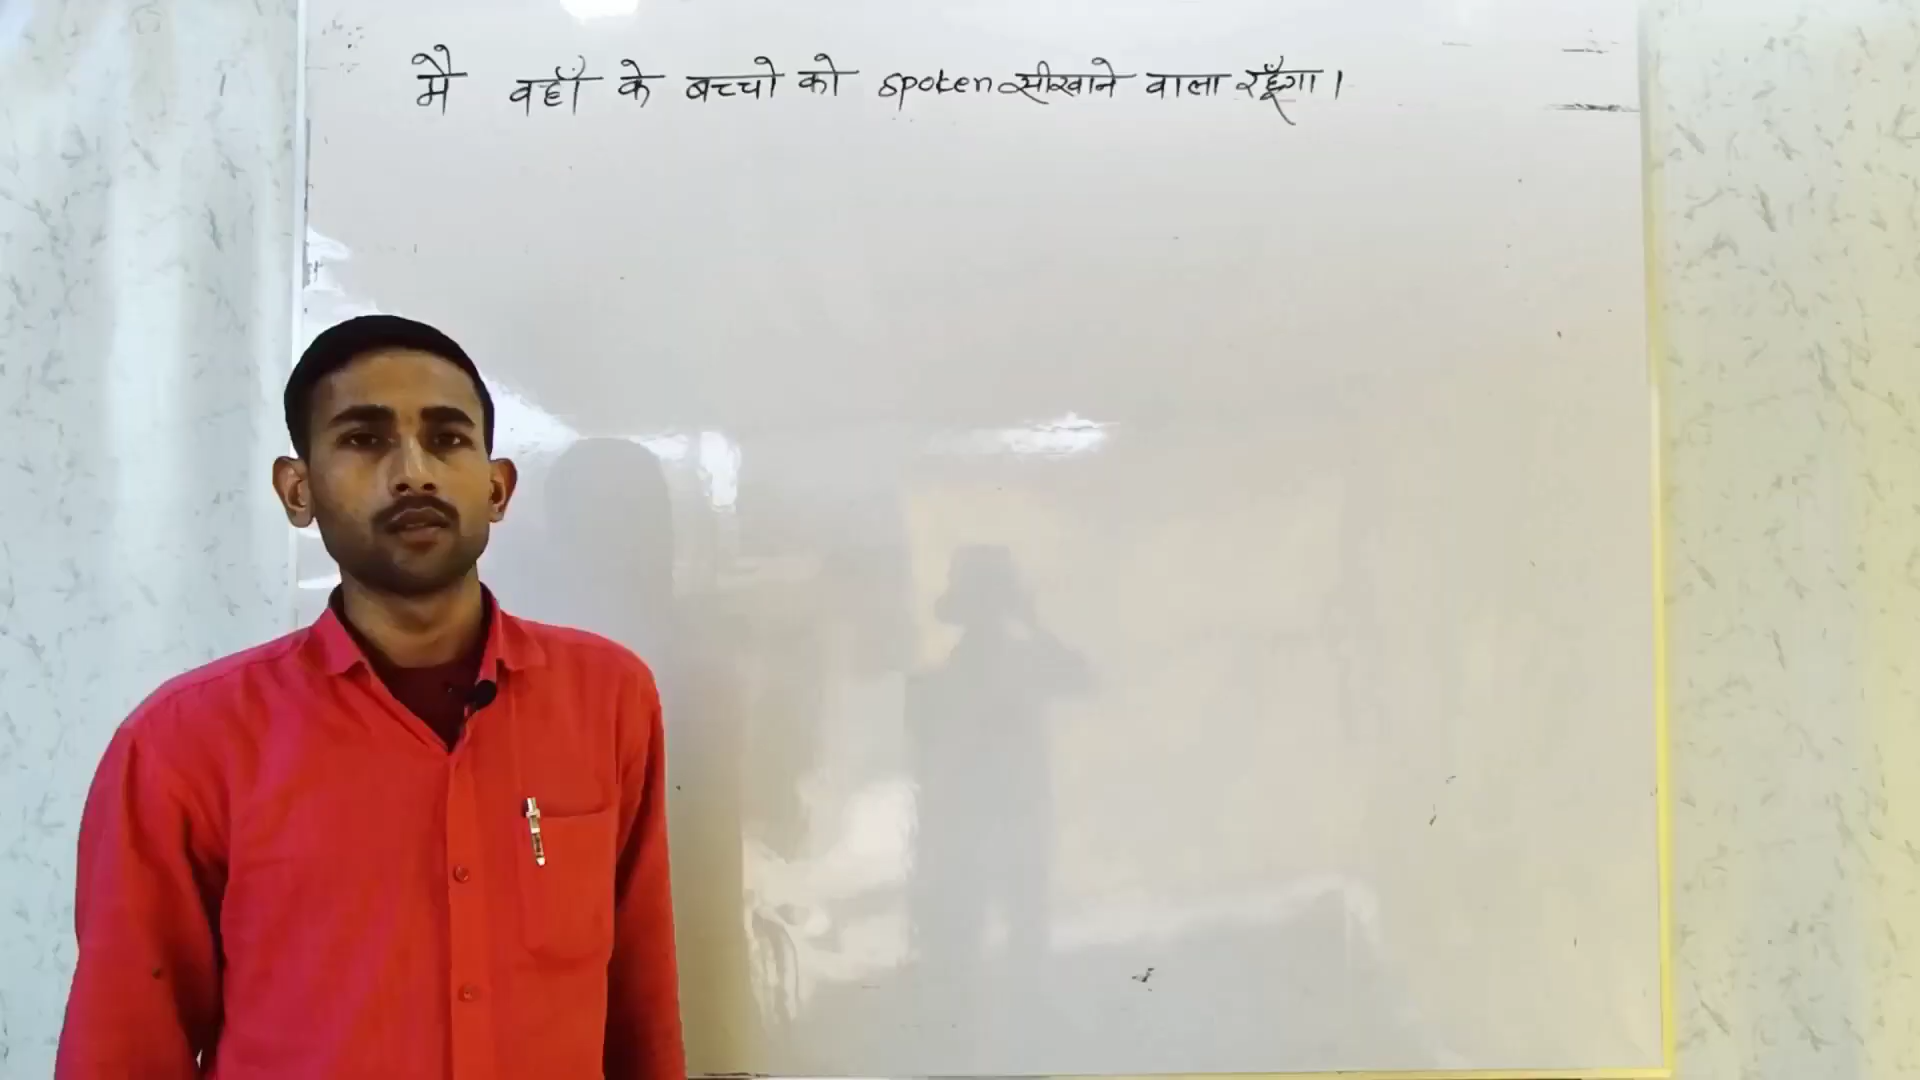 मै वहाँ के बच्चो को spoken सीखाने वाला रहूँगा।